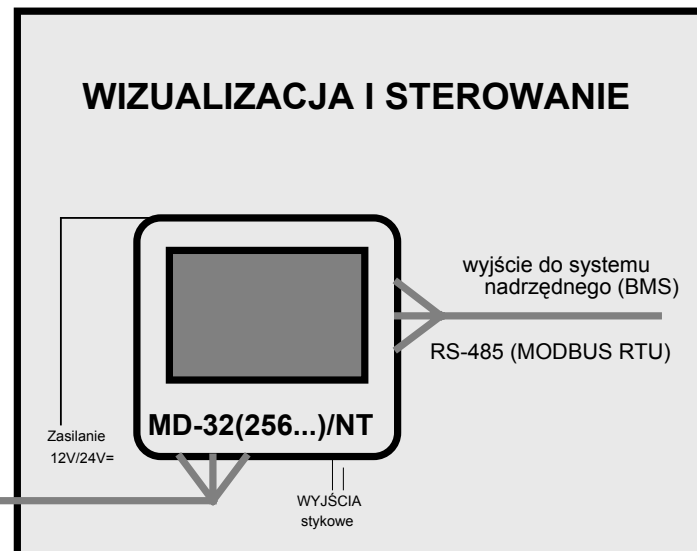 WIZUALIZACJA I STEROWANIE
wyjście do systemu
nadrzędnego (BMS)
RS-485 (MODBUS RTU)
MD-32(256...)/NT
Zasilanie
12V/24V=
WYJŚCIA
stykowe